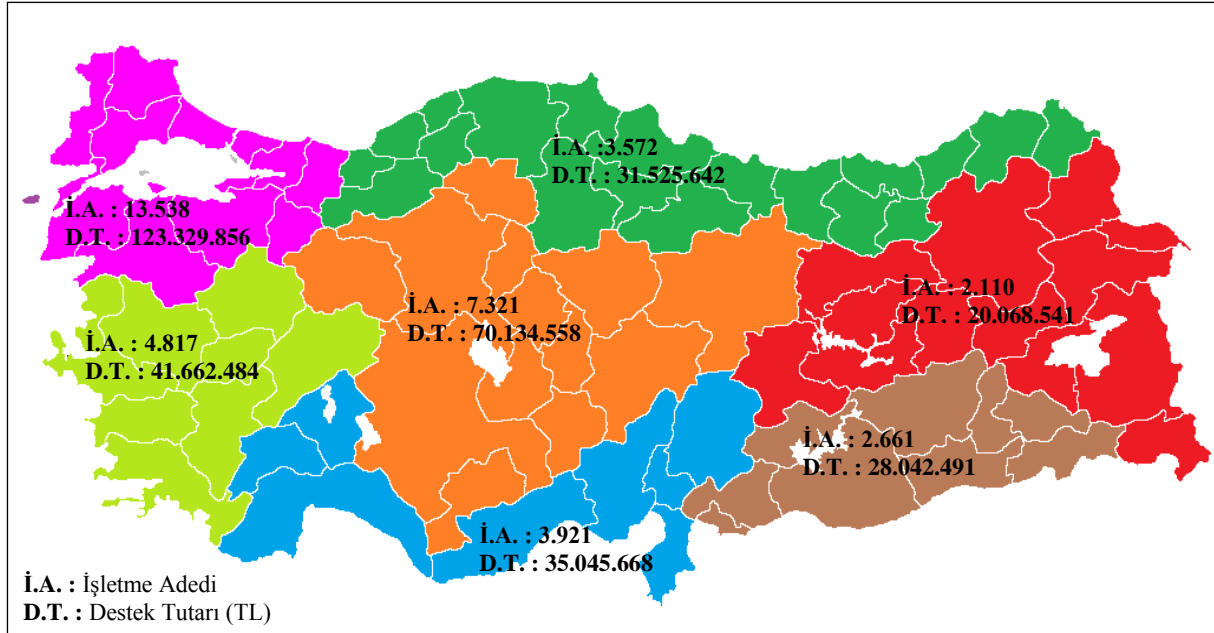 İ.A. :3.572
D.T. : 31.525.642
İ.A. : 13.538
D.T. : 123.329.856
İ.A. : 2.110
D.T. : 20.068.541
İ.A. : 7.321
D.T. : 70.134.558
İ.A. : 4.817
D.T. : 41.662.484
İ.A. : 2.661
D.T. : 28.042.491
İ.A. : 3.921
D.T. : 35.045.668
İ.A. : İşletme Adedi
D.T. : Destek Tutarı (TL)